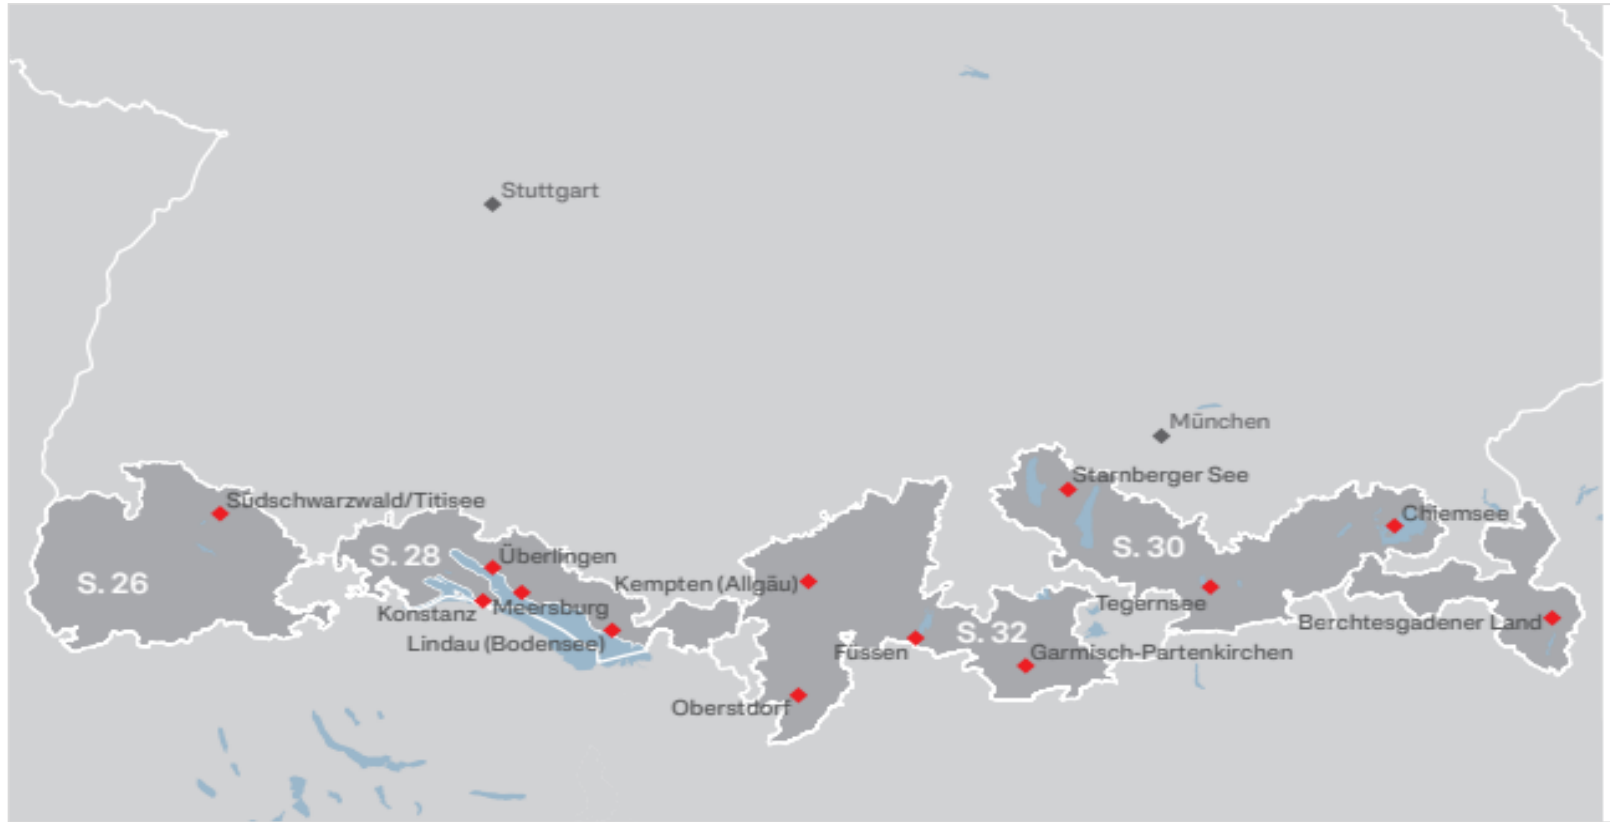 Stuttgart
München
Starnberger See
Südschwarzwald/Titisee
Chiemsee
S. 30
S. 28
Überlingen
S. 26
Kempten (Allgäu)
Tegernsee
Konstanz
Meersburg
Berchtesgadener Land
S. 32
Lindau (Bodensee)
Füssen
Garmisch-Partenkirchen
Oberstdorf